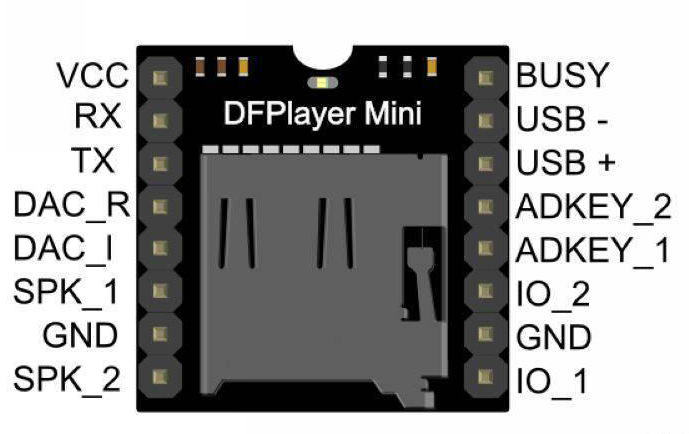 VCC
RX
TX
DAC_R
DAC_I
SPK_1
GND
SPK_2
DFPlayer Mini
BUSY
USB -
USB +
ADKEY_2
ADKEY_1
IO_2
GND
IO_1